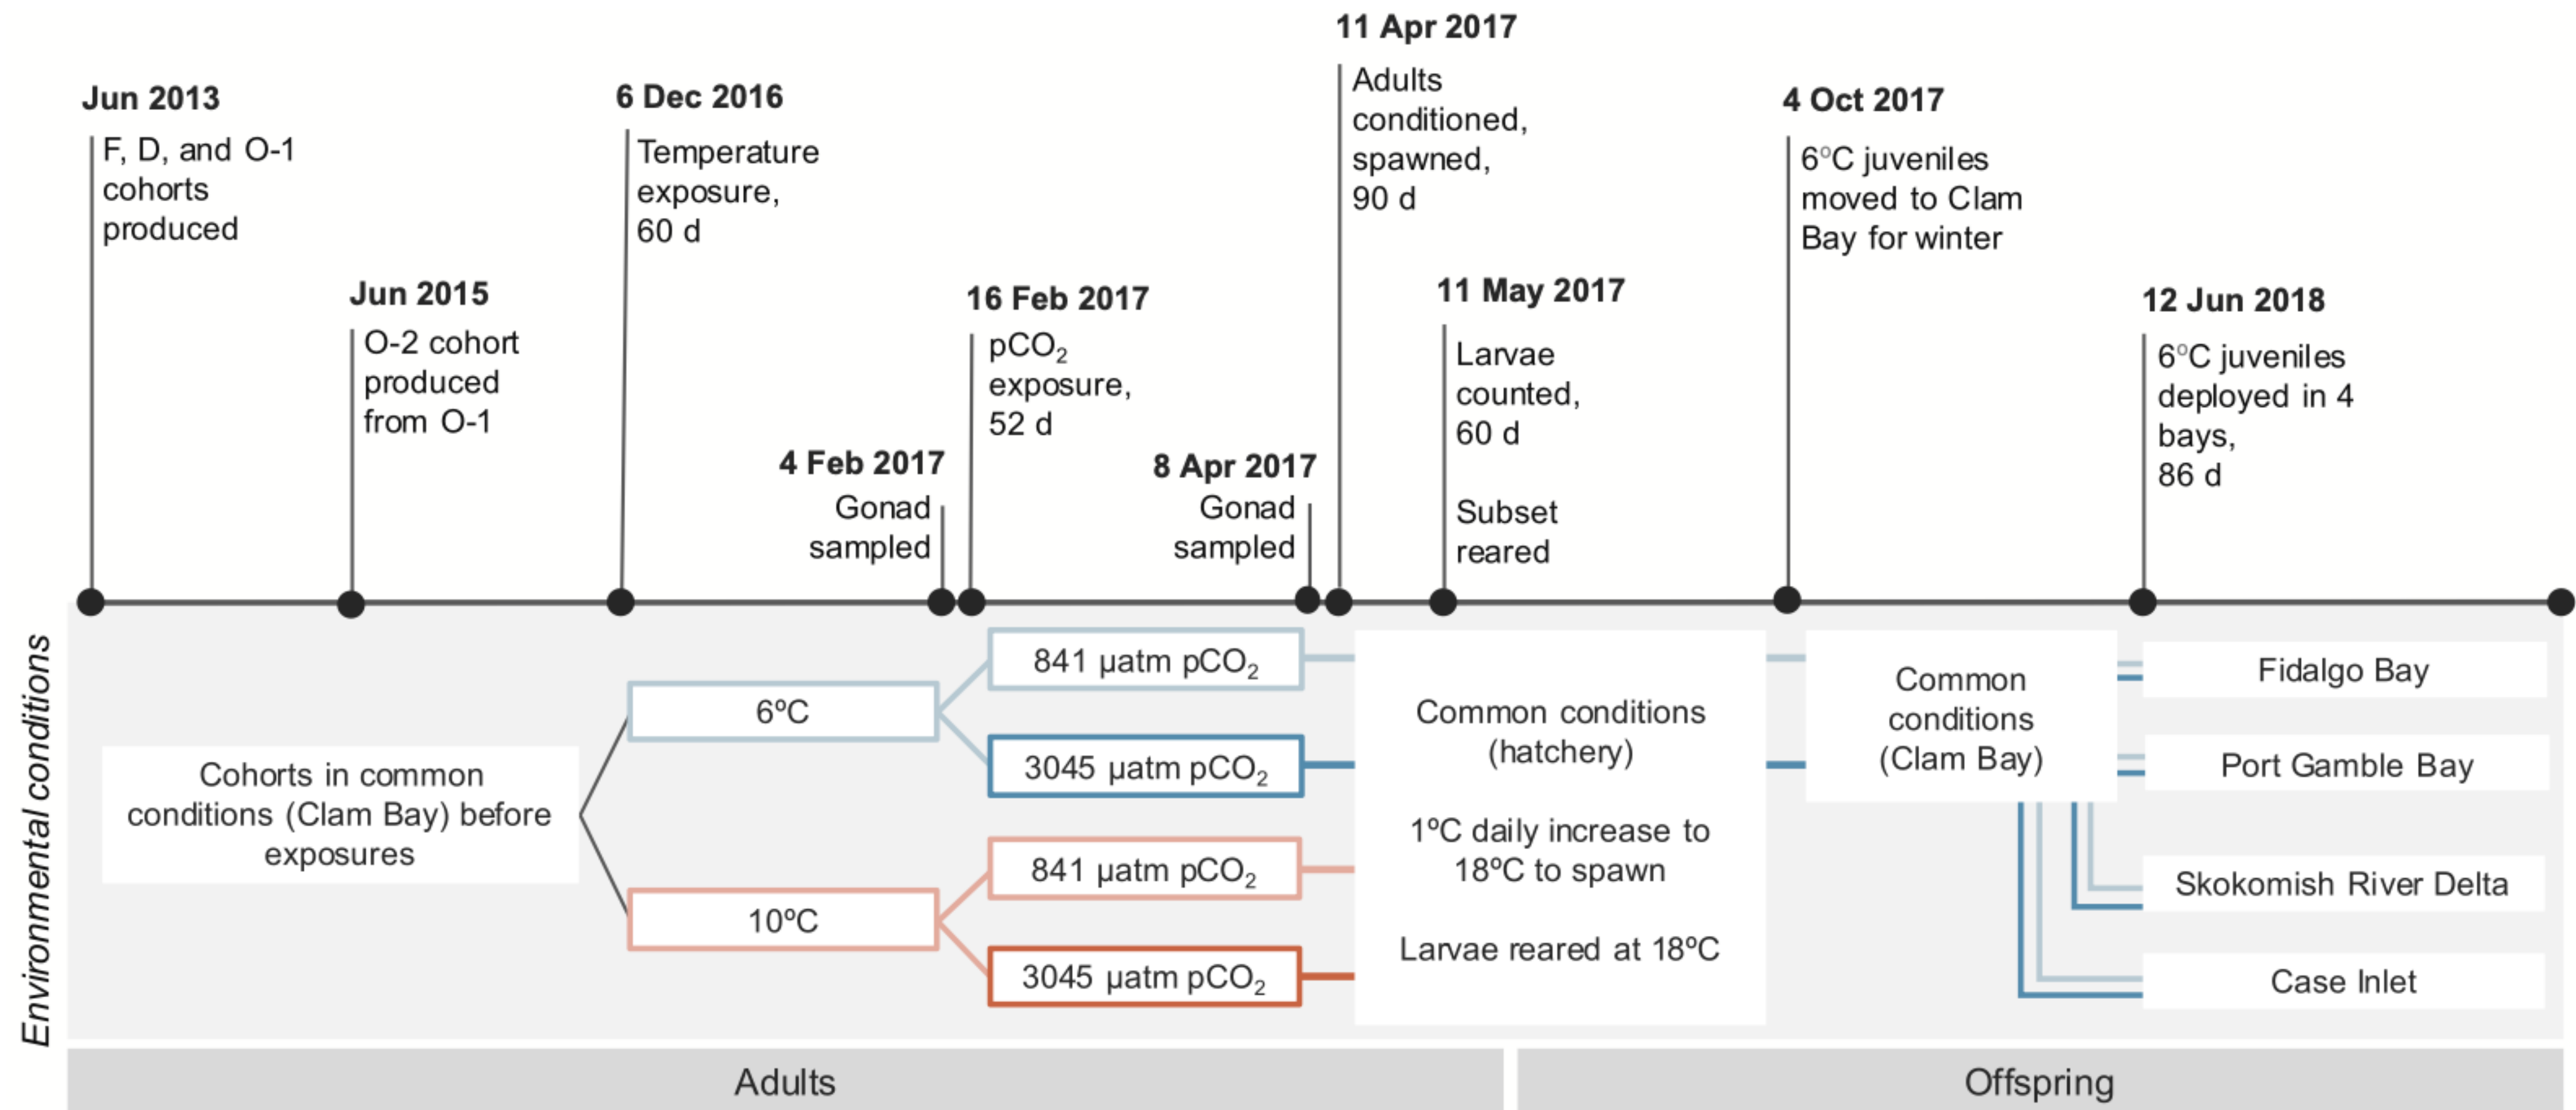 Jun 2013
F, D, and O-1
cohorts
produced
Jun 2015
O-2 cohort
produced
from O-1
6 Dec 2016
Temperature
exposure,
60 d
4 Feb 2017
Gonad
sampled
16 Feb 2017
pCO₂
exposure,
52 d
8 Apr 2017
Gonad
sampled
11 Apr 2017
Adults
conditioned,
spawned,
90 d
11 May 2017
Larvae
counted,
60 d
Subset
reared
4 Oct 2017
6°C juveniles
moved to Clam
Bay for winter
12 Jun 2018
6°C juveniles
deployed in 4
bays,
86 d
Environmental conditions
Cohorts in common
conditions (Clam Bay) before
exposures
6ºC
10ºC
841 µatm pCO₂
3045 µatm pCO₂
841 µatm pCO₂
3045 µatm pCO₂
Common conditions
(hatchery)
1ºC daily increase to
18ºC to spawn
Larvae reared at 18ºC
Common
conditions
(Clam Bay)
Fidalgo Bay
Port Gamble Bay
Skokomish River Delta
Case Inlet
Adults
Offspring